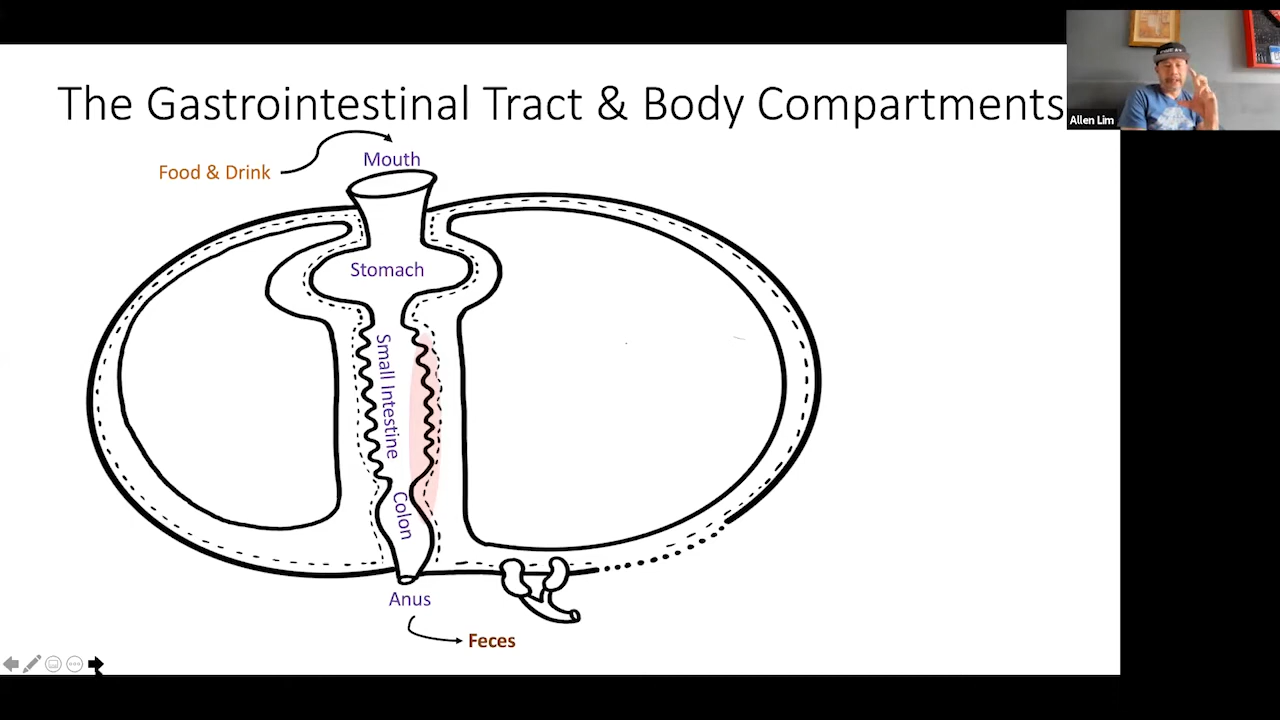 The Gastrointestinal Tract & Body Compartments
Allen Lim
Food & Drink
Mouth
Stomach
Small Intestine
Colon
Anus
Feces